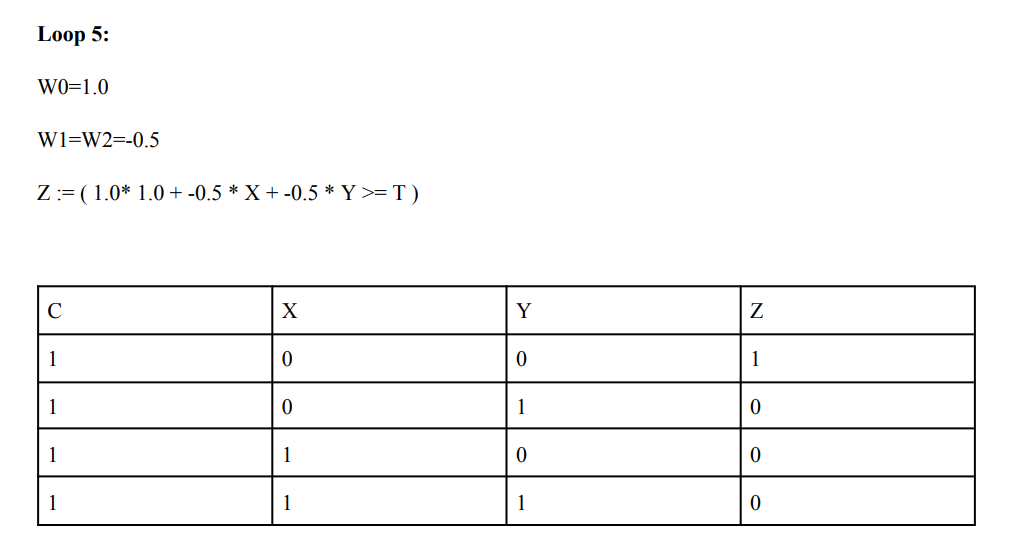 Loop 5:
W0=1.0
W1=W2=-0.5
Z := ( 1.0* 1.0 + -0.5 * X + -0.5 * Y >= T )
C X Y Z
1 0 0 1
1 0 1 0
1 1 0 0
1 1 1 0